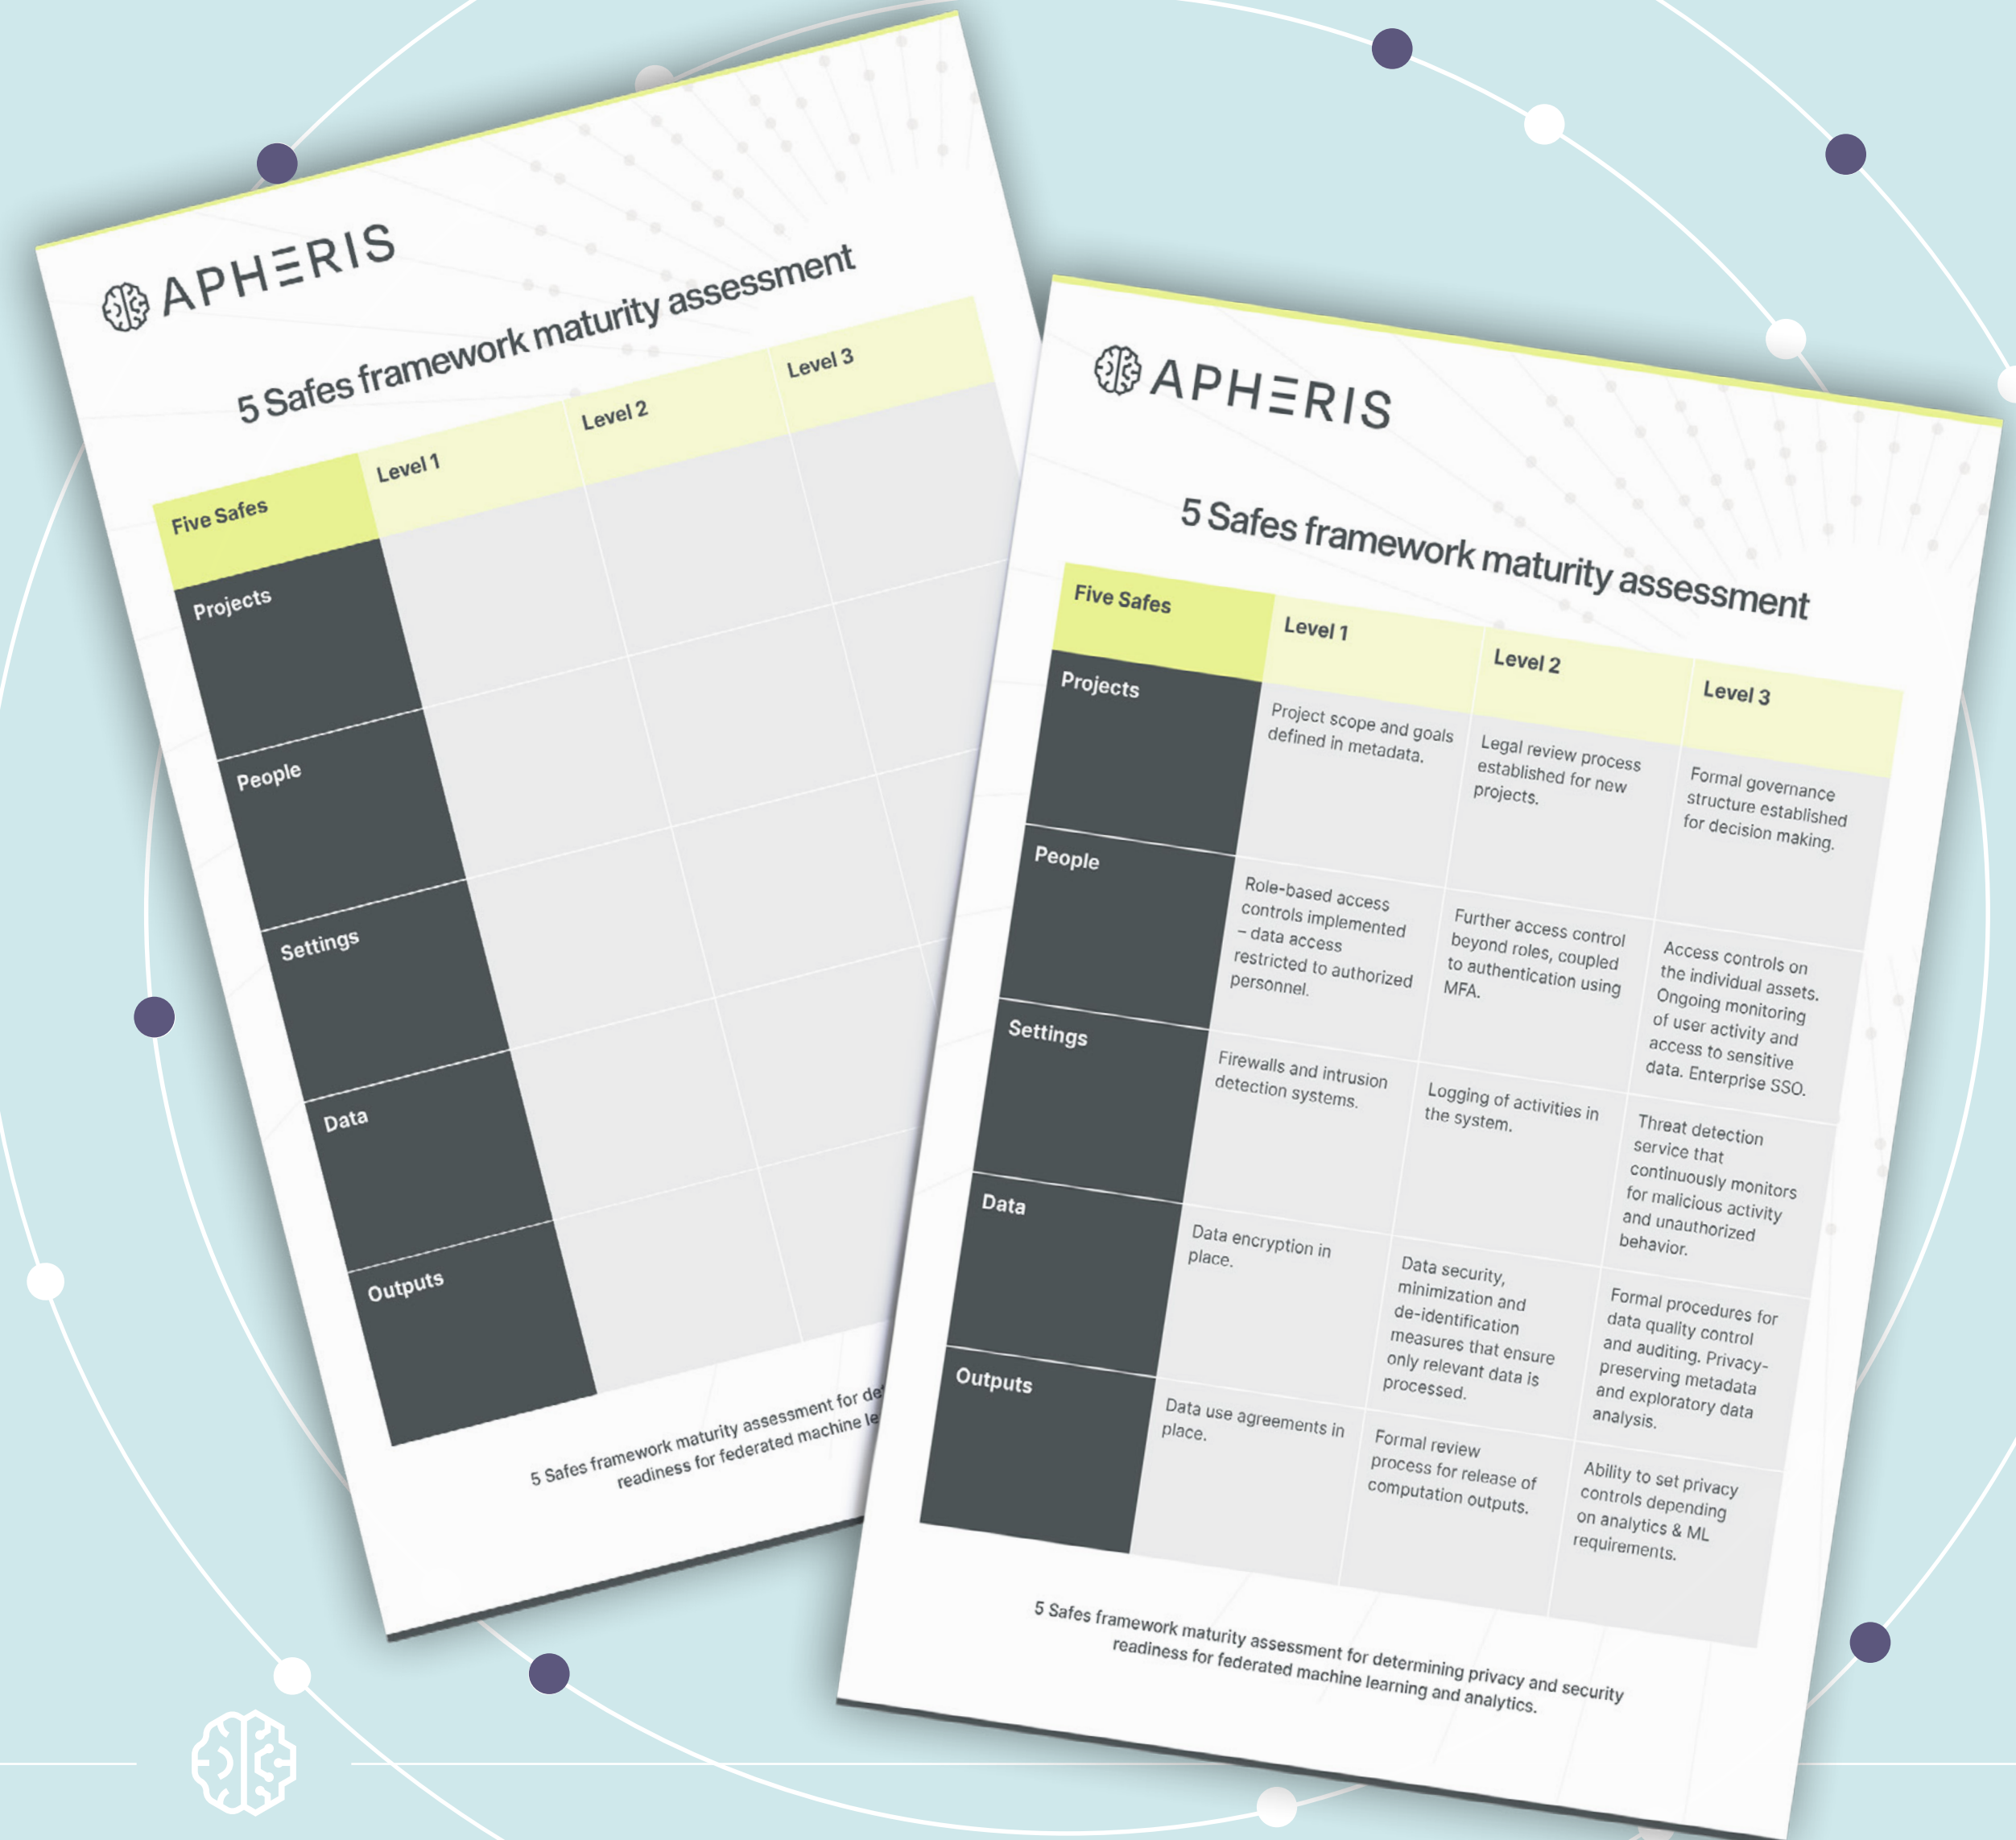 APHERIS
5 Safes framework maturity assessment
Five Safes
Level 1
Level 2
Level 3
Projects
People
Settings
Data
Outputs
5 Safes framework maturity assessment for
readiness for federated machine
APHERIS
5 Safes framework maturity assessment
Five Safes
Level 1
Level 2
Level 3
Projects
Project scope and goals
defined in metadata.
Legal review process
established for new
projects.
Formal governance
structure established
for decision making.
People
Role-based access
controls implemented
– data access
restricted to authorized
personnel.
Further access control
beyond roles, coupled
to authentication using
MFA.
Access controls on
the individual assets.
Ongoing monitoring
of user activity and
access to sensitive
data. Enterprise SSO.
Settings
Firewalls and intrusion
detection systems.
Logging of activities in
the system.
Threat detection
service that
continuously monitors
for malicious activity
and unauthorized
behavior.
Data
Data encryption in
place.
Data security,
minimization and
de-identification
measures that ensure
only relevant data is
processed.
Formal procedures for
data quality control
and auditing. Privacy-
preserving metadata
and exploratory data
analysis.
Outputs
Data use agreements in
place.
Formal review
process for release of
computation outputs.
Ability to set privacy
controls depending
on analytics & ML
requirements.
5 Safes framework maturity assessment for determining privacy and security
readiness for federated machine learning and analytics.